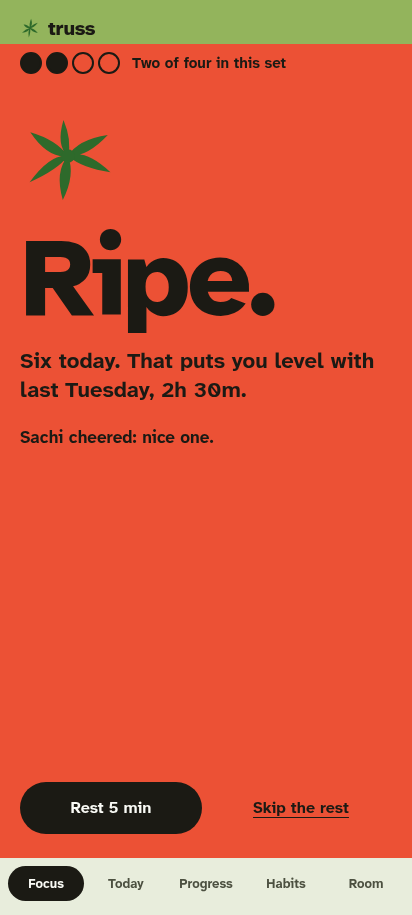 truss
Two of four in this set
Ripe.
Six today. That puts you level with
last Tuesday, 2h 30m.
Sachi cheered: nice one.
Rest 5 min
Skip the rest
Focus
Today
Progress
Habits
Room